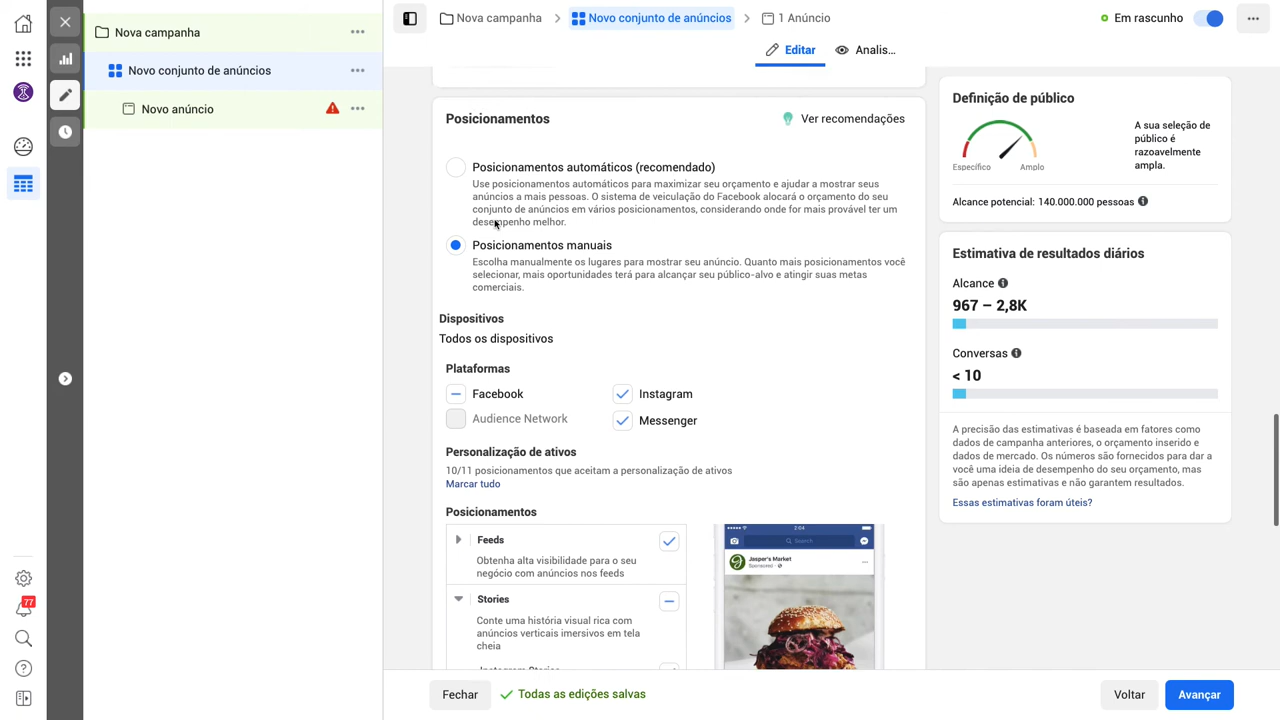 Nova campanha
Novo conjunto de anúncios
Novo anúncio
77
Nova campanha
Novo conjunto de anúncios
1 Anúncio
Em rascunho
Editar
Analis...
Posicionamentos
Ver recomendações
Posicionamentos automáticos (recomendado)
Use posicionamentos automáticos para maximizar seu orçamento e ajudar a mostrar seus
anúncios a mais pessoas. O sistema de veiculação do Facebook alocará o orçamento do seu
conjunto de anúncios em vários posicionamentos, considerando onde for mais provável ter um
desempenho melhor.
Posicionamentos manuais
Escolha manualmente os lugares para mostrar seu anúncio. Quanto mais posicionamentos você
selecionar, mais oportunidades terá para alcançar seu público-alvo e atingir suas metas
comerciais.
Dispositivos
Todos os dispositivos
Plataformas
Facebook
Instagram
Audience Network
Messenger
Personalização de ativos
10/11 posicionamentos que aceitam a personalização de ativos
Marcar tudo
Posicionamentos
Feeds
Obtenha alta visibilidade para o seu
negócio com anúncios nos feeds
Stories
Conte uma história visual rica com
anúncios verticais imersivos em tela
cheia
2:04
Search
Jasper's Market
Sponsored
Fechar
Todas as edições salvas
Voltar
Avançar
Definição de público
Específico
Amplo
A sua seleção de
público é
razoavelmente
ampla.
Alcance potencial: 140.000.000 pessoas
Estimativa de resultados diários
Alcance
967 – 2,8K
Conversas
< 10
A precisão das estimativas é baseada em fatores como
dados de campanha anteriores, o orçamento inserido e
dados de mercado. Os números são fornecidos para dar a
você uma ideia de desempenho do seu orçamento, mas
são apenas estimativas e não garantem resultados.
Essas estimativas foram úteis?